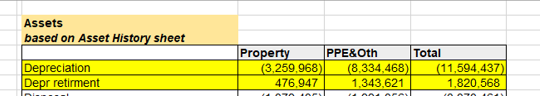 Assets
based on Asset History sheet
Property PPE&Oth Total
Depreciation (3,259,968) (8,334,468) (11,594,437)
Depr retirment 476,947 1,343,621 1,820,568